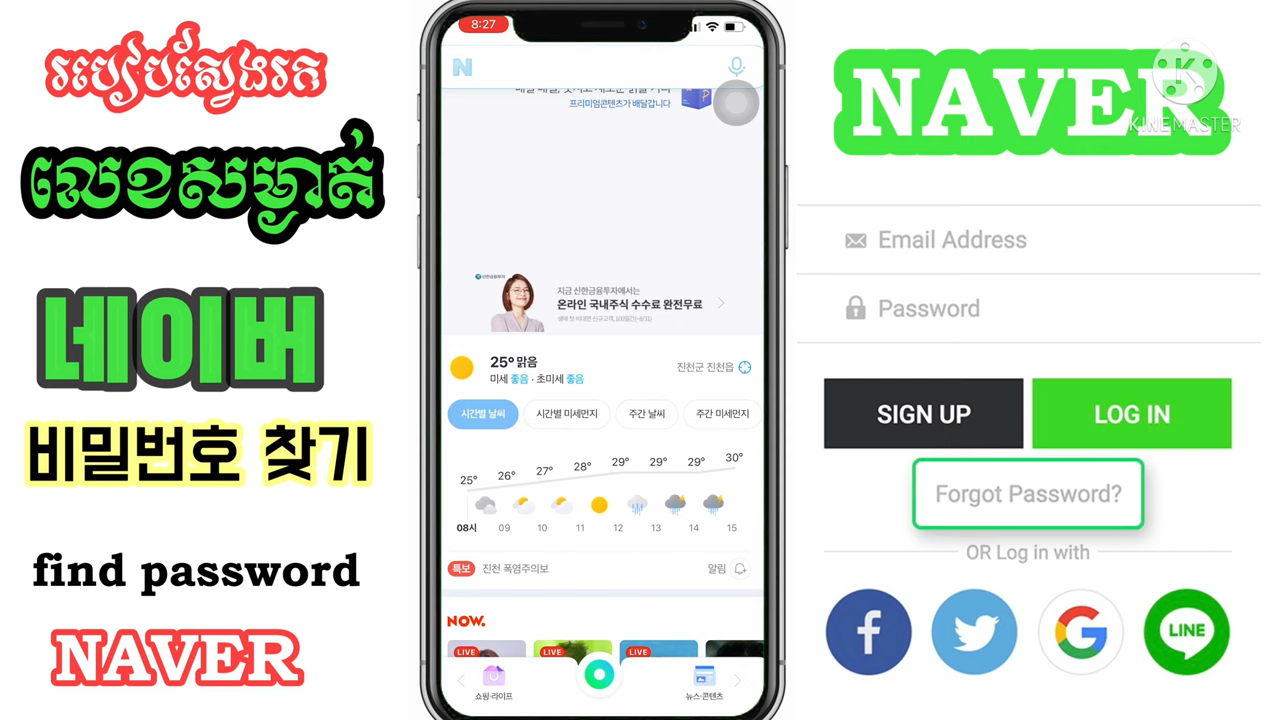 របៀបស្វែងរក
លេខសម្ងាត់
네이버
비밀번호 찾기
find password
NAVER
8:27
N
프리미엄콘텐츠가 배달갑니다
P
신한금융투자
지금 신한금융투자에서는
온라인 국내주식 수수료 완전무료
25° 맑음
진천군 진천읍
미세 좋음 · 초미세 좋음
시간별 날씨
시간별 미세먼지
주간 날씨
주간 미세먼지
25° 26° 27° 28° 29° 29° 29° 30°
08시 09 10 11 12 13 14 15
특보 진천 폭염주의보 알림
NOW.
LIVE LIVE LIVE
쇼핑·라이프
뉴스·콘텐츠
NAVER
K
KINEMASTER
Email Address
Password
SIGN UP
LOG IN
Forgot Password?
OR Log in with
f
G
LINE